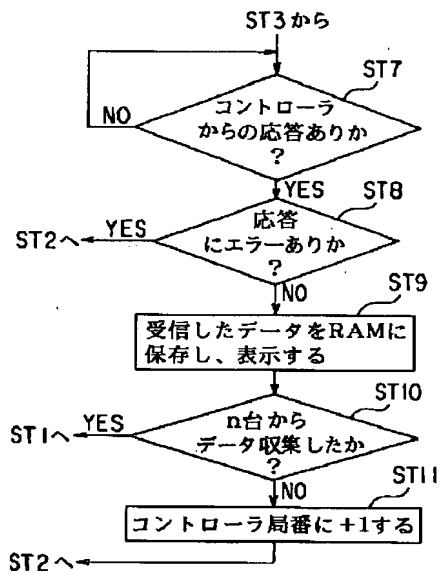 ST3から
ST7
コントローラ
からの応答ありか
?
NO
YES
ST8
応答
にエラーありか
?
YES
ST2へ
NO
ST9
受信したデータをRAMに
保存し、表示する
ST10
n台から
データ収集したか
?
YES
ST1へ
NO
ST11
コントローラ局番に+1する
ST2へ